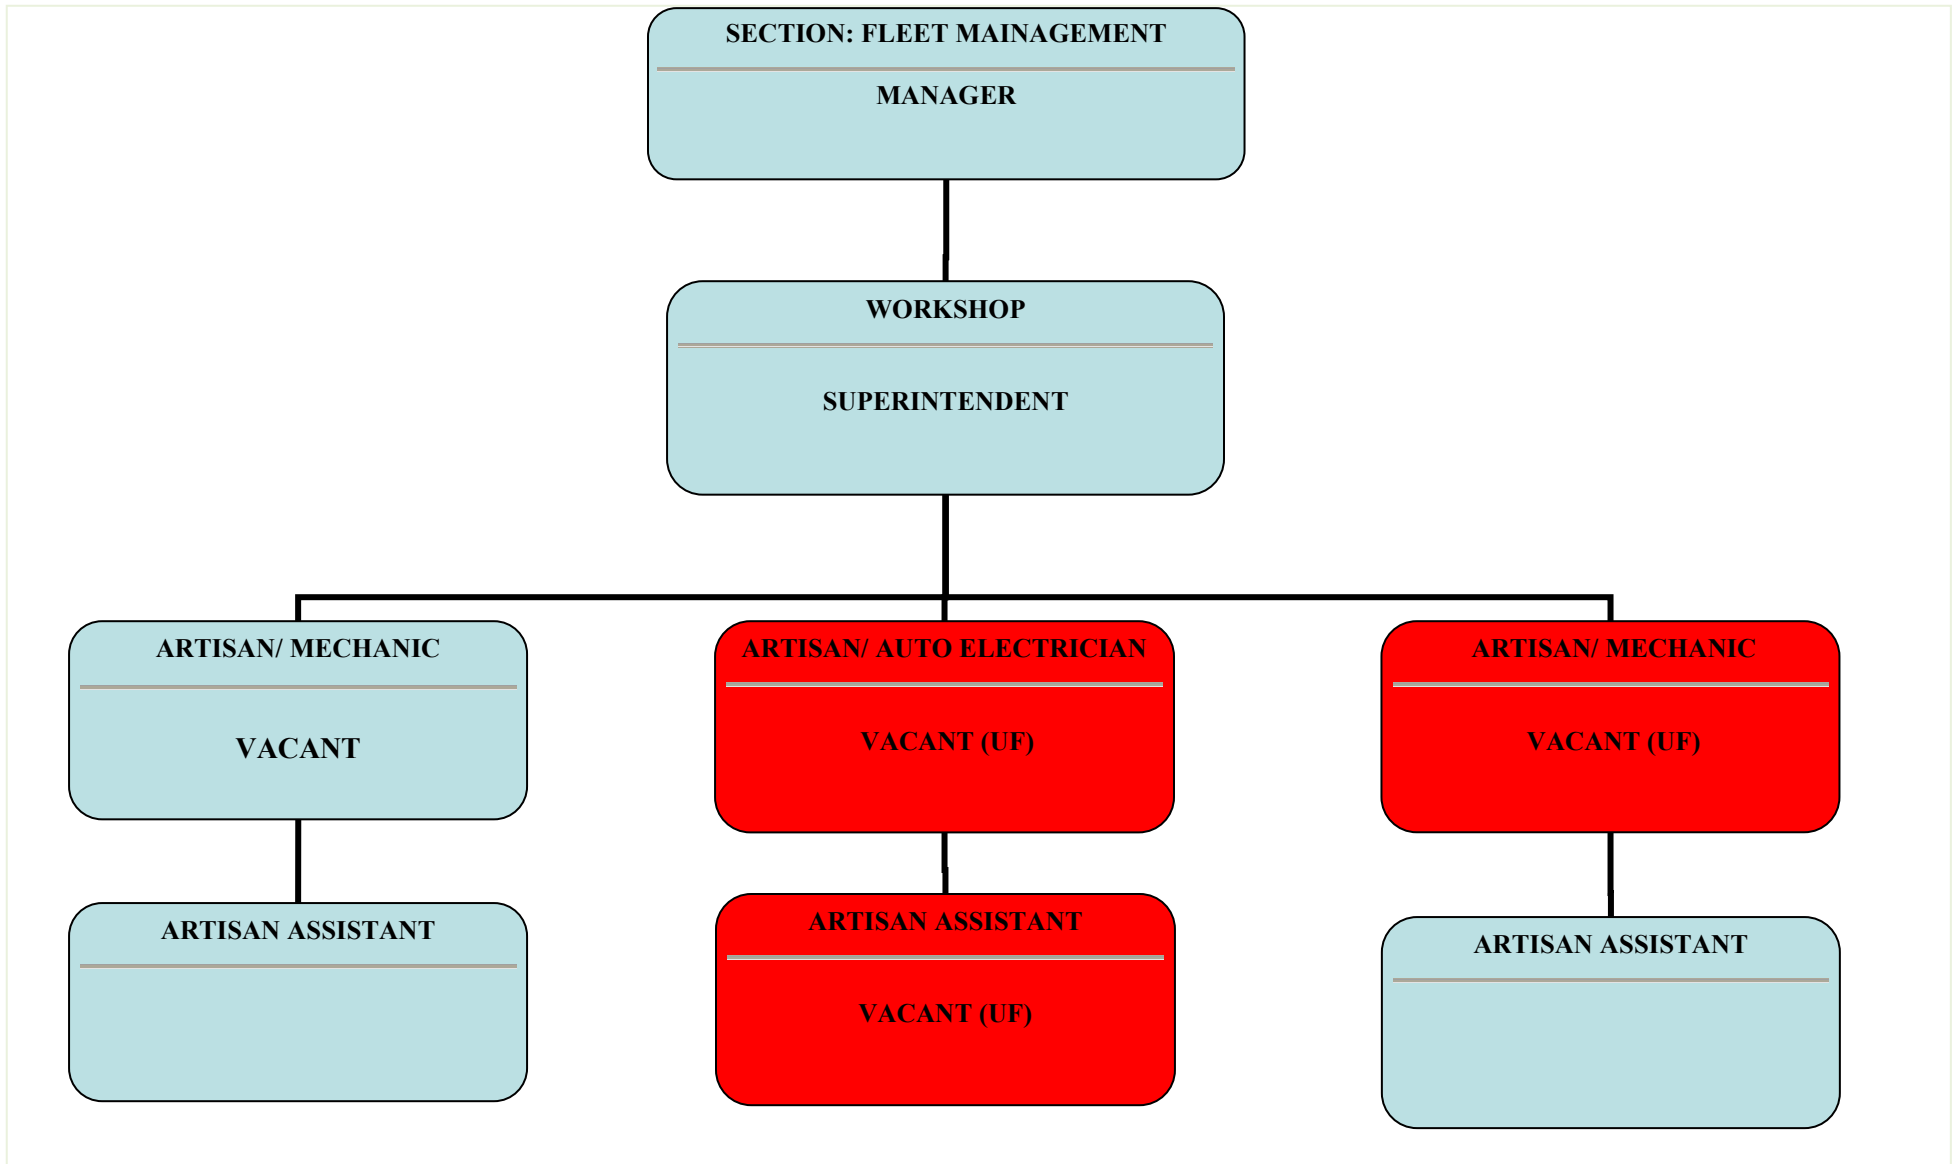 SECTION: FLEET MAINAGEMENT
MANAGER
WORKSHOP
SUPERINTENDENT
ARTISAN/ MECHANIC
VACANT
ARTISAN/ AUTO ELECTRICIAN
VACANT (UF)
ARTISAN/ MECHANIC
VACANT (UF)
ARTISAN ASSISTANT
ARTISAN ASSISTANT
VACANT (UF)
ARTISAN ASSISTANT